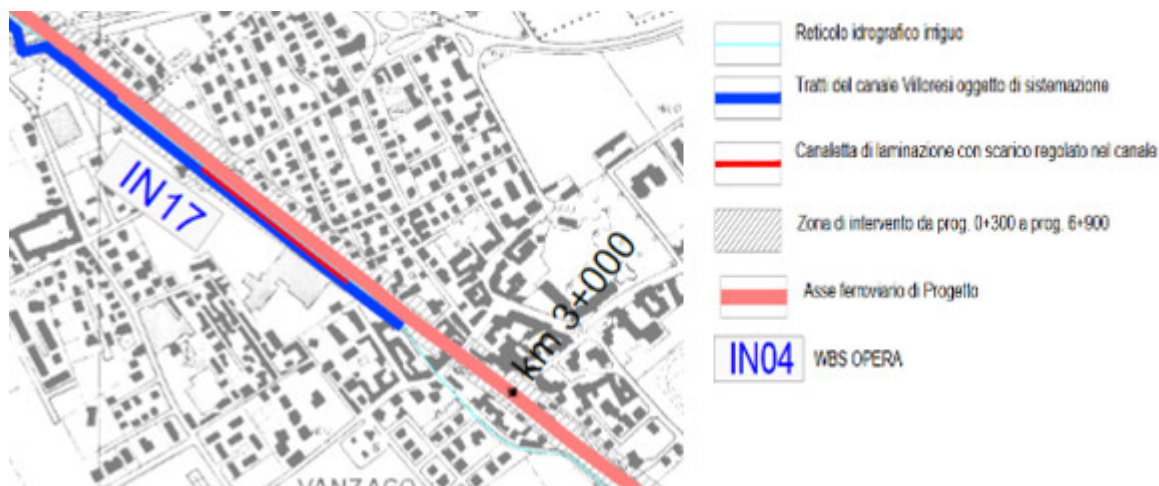 IN17
km 3+000
VANZAGO
Reticolo idrografico irriguo
Tratti del canale Villoresi oggetto di sistemazione
Canaletta di laminazione con scarico regolato nel canale
Zona di intervento da prog. 0+300 a prog. 6+900
Asse ferroviario di Progetto
IN04 WBS OPERA